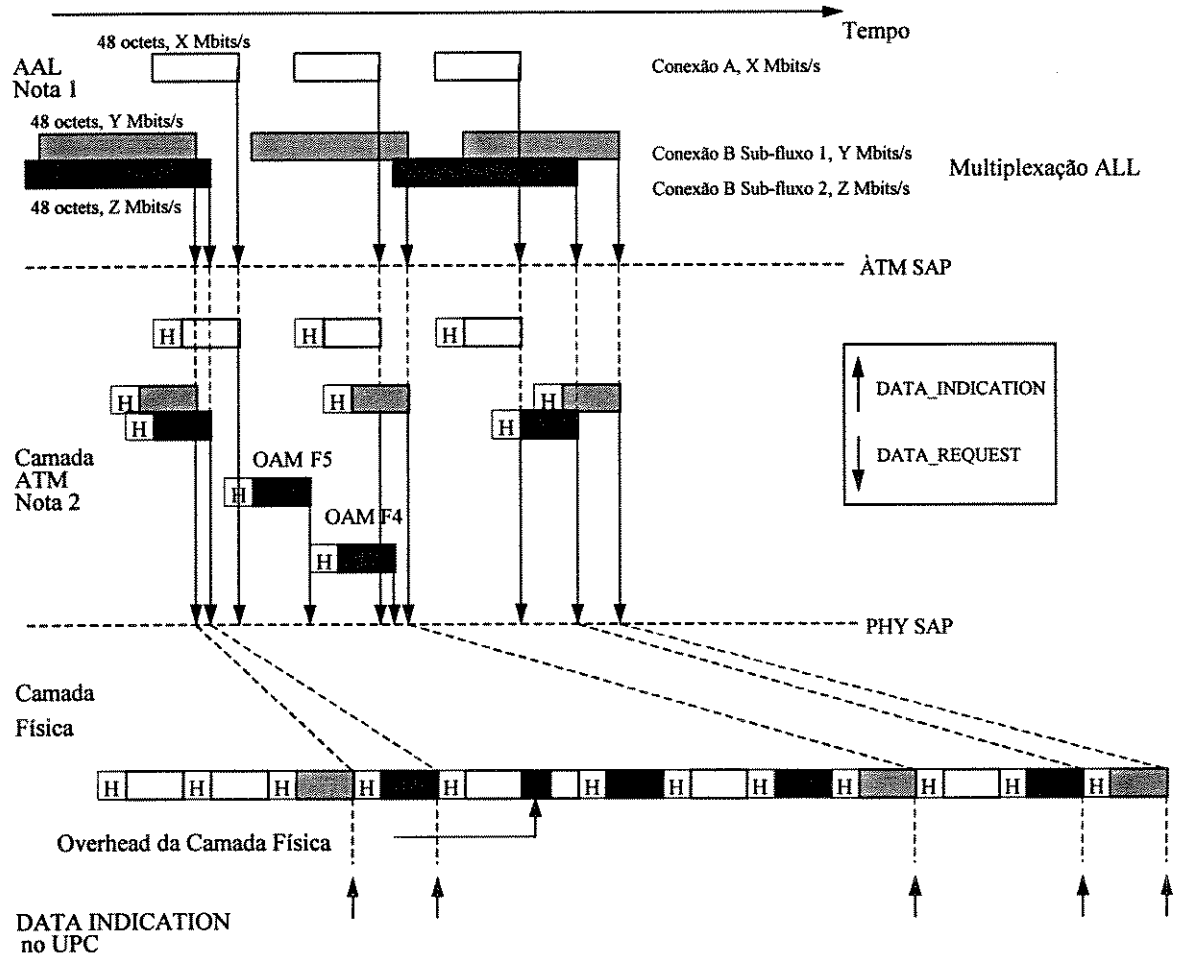 Tempo
48 octets, X Mbits/s
AAL
Nota 1
Conexão A, X Mbits/s
48 octets, Y Mbits/s
Conexão B Sub-fluxo 1, Y Mbits/s
Multiplexação ALL
Conexão B Sub-fluxo 2, Z Mbits/s
48 octets, Z Mbits/s
ÀTM SAP
H H H
DATA_INDICATION
H H H
H H
DATA_REQUEST
Camada
ATM
Nota 2
OAM F5
H
OAM F4
H
PHY SAP
Camada
Física
H H H H H H H H H H H H
Overhead da Camada Física
DATA INDICATION
no UPC